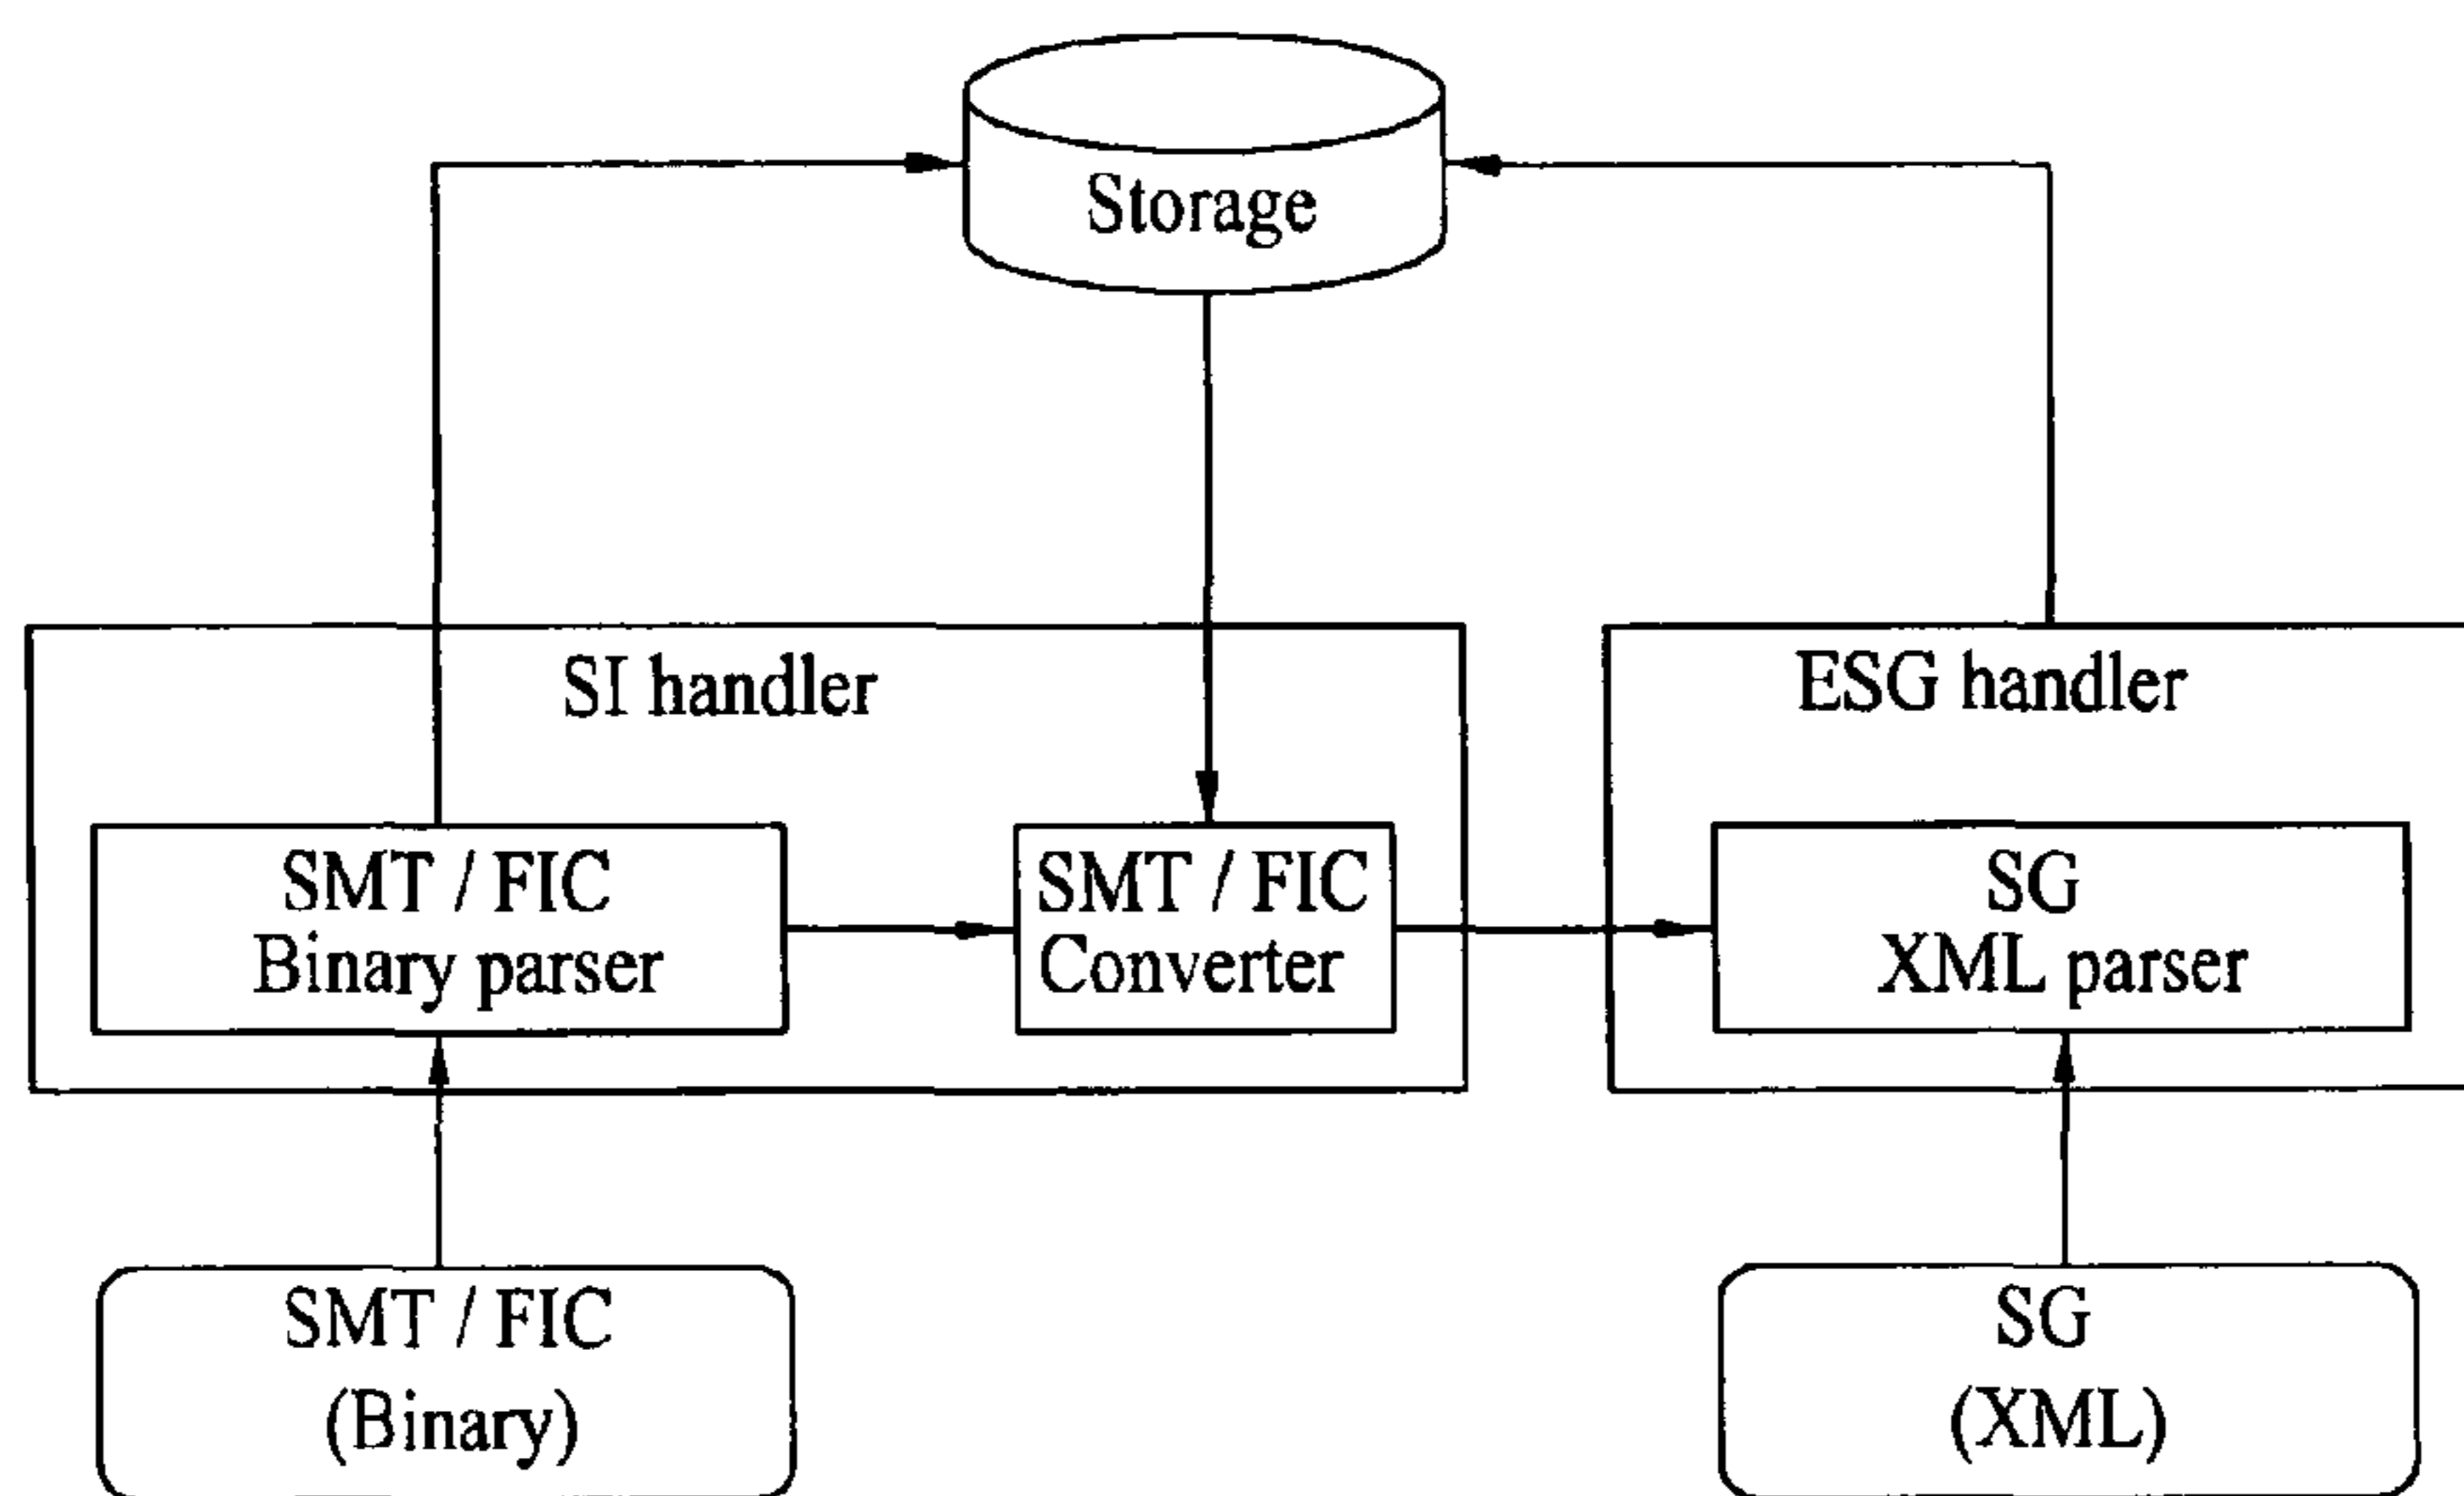 Storage
SI handler
ESG handler
SMT / FIC
Binary parser
SMT / FIC
Converter
SG
XML parser
SMT / FIC
(Binary)
SG
(XML)